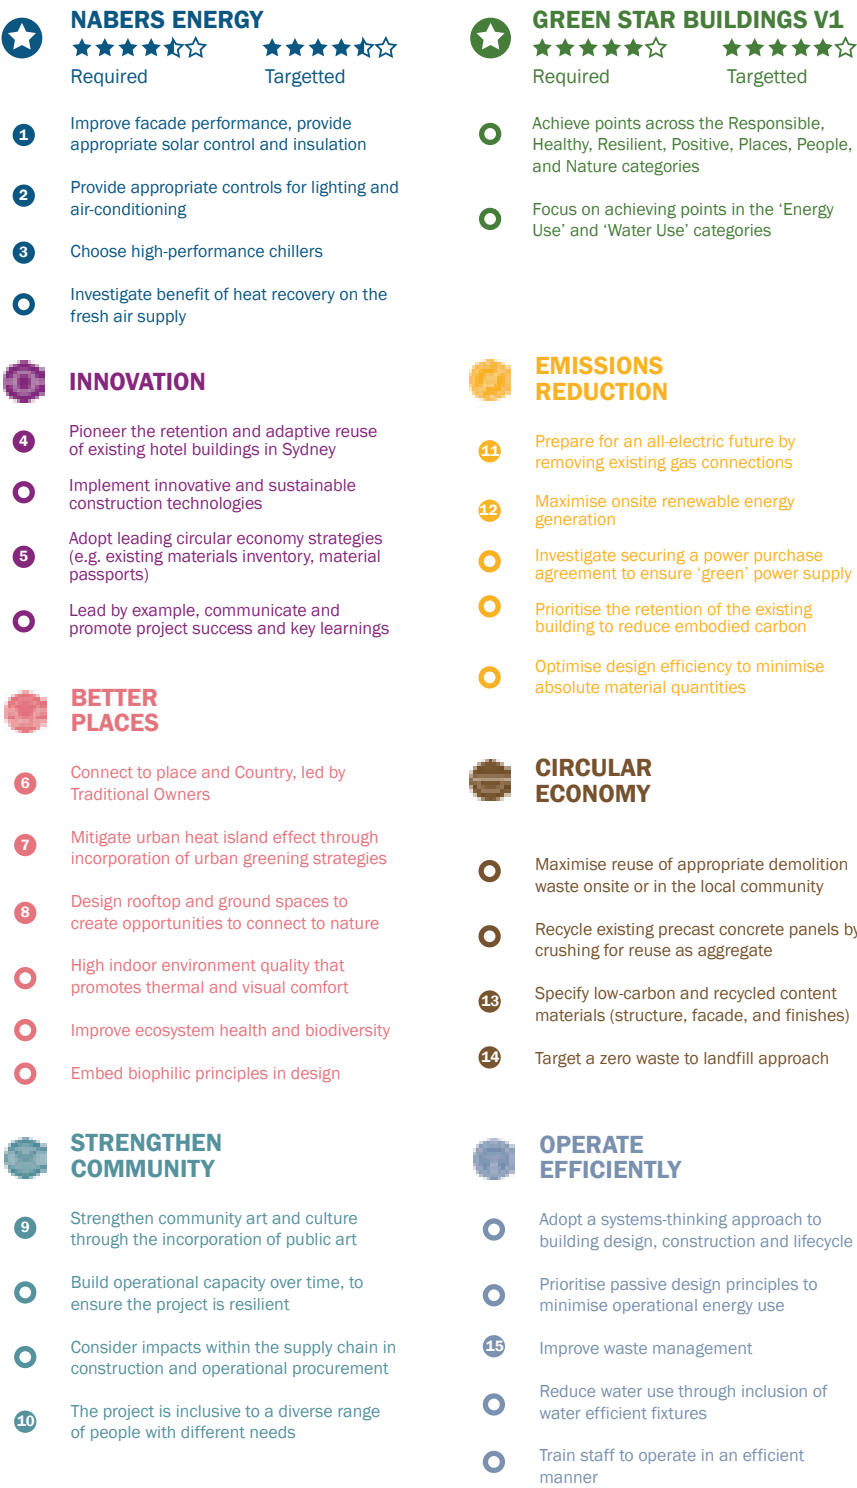 NABERS ENERGY
Required Targetted
1 Improve facade performance, provide
appropriate solar control and insulation
2 Provide appropriate controls for lighting and
air-conditioning
3 Choose high-performance chillers
Investigate benefit of heat recovery on the
fresh air supply
GREEN STAR BUILDINGS V1
Required Targetted
Achieve points across the Responsible,
Healthy, Resilient, Positive, Places, People,
and Nature categories
Focus on achieving points in the ‘Energy
Use’ and ‘Water Use’ categories
INNOVATION
4 Pioneer the retention and adaptive reuse
of existing hotel buildings in Sydney
Implement innovative and sustainable
construction technologies
5 Adopt leading circular economy strategies
(e.g. existing materials inventory, material
passports)
Lead by example, communicate and
promote project success and key learnings
EMISSIONS
REDUCTION
11 Prepare for an all-electric future by
removing existing gas connections
12 Maximise onsite renewable energy
generation
Investigate securing a power purchase
agreement to ensure ‘green’ power supply
Prioritise the retention of the existing
building to reduce embodied carbon
Optimise design efficiency to minimise
absolute material quantities
BETTER
PLACES
6 Connect to place and Country, led by
Traditional Owners
7 Mitigate urban heat island effect through
incorporation of urban greening strategies
8 Design rooftop and ground spaces to
create opportunities to connect to nature
High indoor environment quality that
promotes thermal and visual comfort
Improve ecosystem health and biodiversity
Embed biophilic principles in design
CIRCULAR
ECONOMY
Maximise reuse of appropriate demolition
waste onsite or in the local community
Recycle existing precast concrete panels by
crushing for reuse as aggregate
13 Specify low-carbon and recycled content
materials (structure, facade, and finishes)
14 Target a zero waste to landfill approach
STRENGTHEN
COMMUNITY
9 Strengthen community art and culture
through the incorporation of public art
Build operational capacity over time, to
ensure the project is resilient
Consider impacts within the supply chain in
construction and operational procurement
10 The project is inclusive to a diverse range
of people with different needs
OPERATE
EFFICIENTLY
Adopt a systems-thinking approach to
building design, construction and lifecycle
Prioritise passive design principles to
minimise operational energy use
15 Improve waste management
Reduce water use through inclusion of
water efficient fixtures
Train staff to operate in an efficient
manner